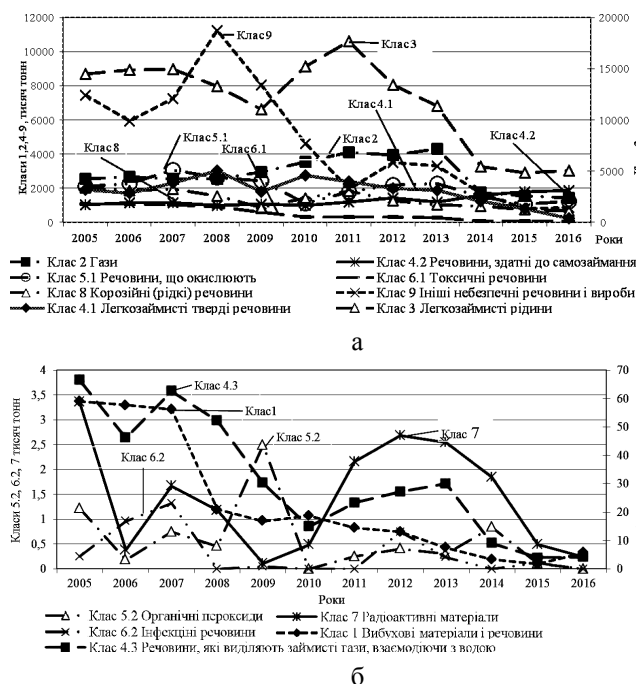 Класи 1,2,4-9, тисяч тонн
12000
10000
8000
6000
4000
2000
0
20000
15000
10000
5000
0
Клас9
Клас3
Клас4.1
Клас 8
Клас5.1
Клас6.1
Клас2
Клас 4.2
2005 2006 2007 2008 2009 2010 2011 2012 2013 2014 2015 2016
Роки
Клас 2 Гази
Клас 4.2 Речовини, здатні до самозаймання
Клас 5.1 Речовини, що окислюють
Клас 6.1 Токсичні речовини
Клас 8 Корозійні (рідкі) речовини
Клас 9 Ініші небезпечні речовини і вироби
Клас 4.1 Легкозаймисті тверді речовини
Клас 3 Легкозаймисті рідини
а
Класи 5.2, 6.2, 7 тисяч тонн
4
3,5
3
2,5
2
1,5
1
0,5
0
70
60
50
40
30
20
10
0
Клас 4.3
Клас1
Клас 6.2
Клас 5.2
Клас 7
2005 2006 2007 2008 2009 2010 2011 2012 2013 2014 2015 2016
Роки
Клас 5.2 Органічні пероксиди
Клас 7 Радіоактивні матеріали
Клас 6.2 Інфекціні речовини
Клас 1 Вибухові матеріали і речовини
Клас 4.3 Речовини, які виділяють займисті гази, взаємодіючи з водою
б